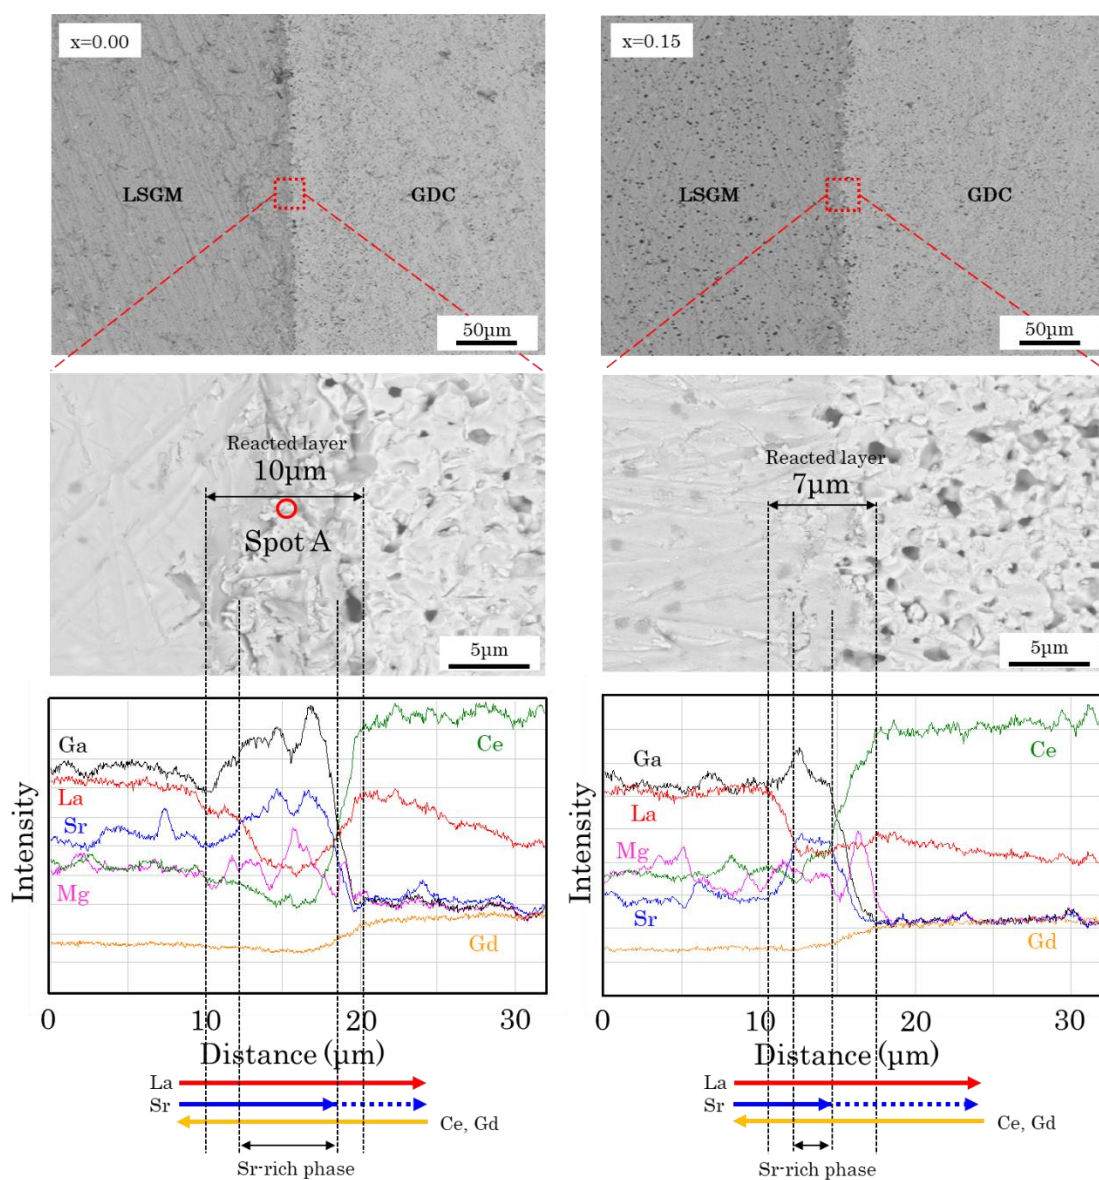 x=0.00
LSGM
GDC
50μm
x=0.15
LSGM
GDC
50μm
Reacted layer
10μm
Spot A
5μm
Reacted layer
7μm
5μm
Intensity
Ga
La
Sr
Mg
Ce
Gd
0 10 20 30
Distance (μm)
La
Sr
Ce, Gd
Sr-rich phase
Intensity
Ga
La
Mg
Sr
Ce
Gd
0 10 20 30
Distance (μm)
La
Sr
Ce, Gd
Sr-rich phase